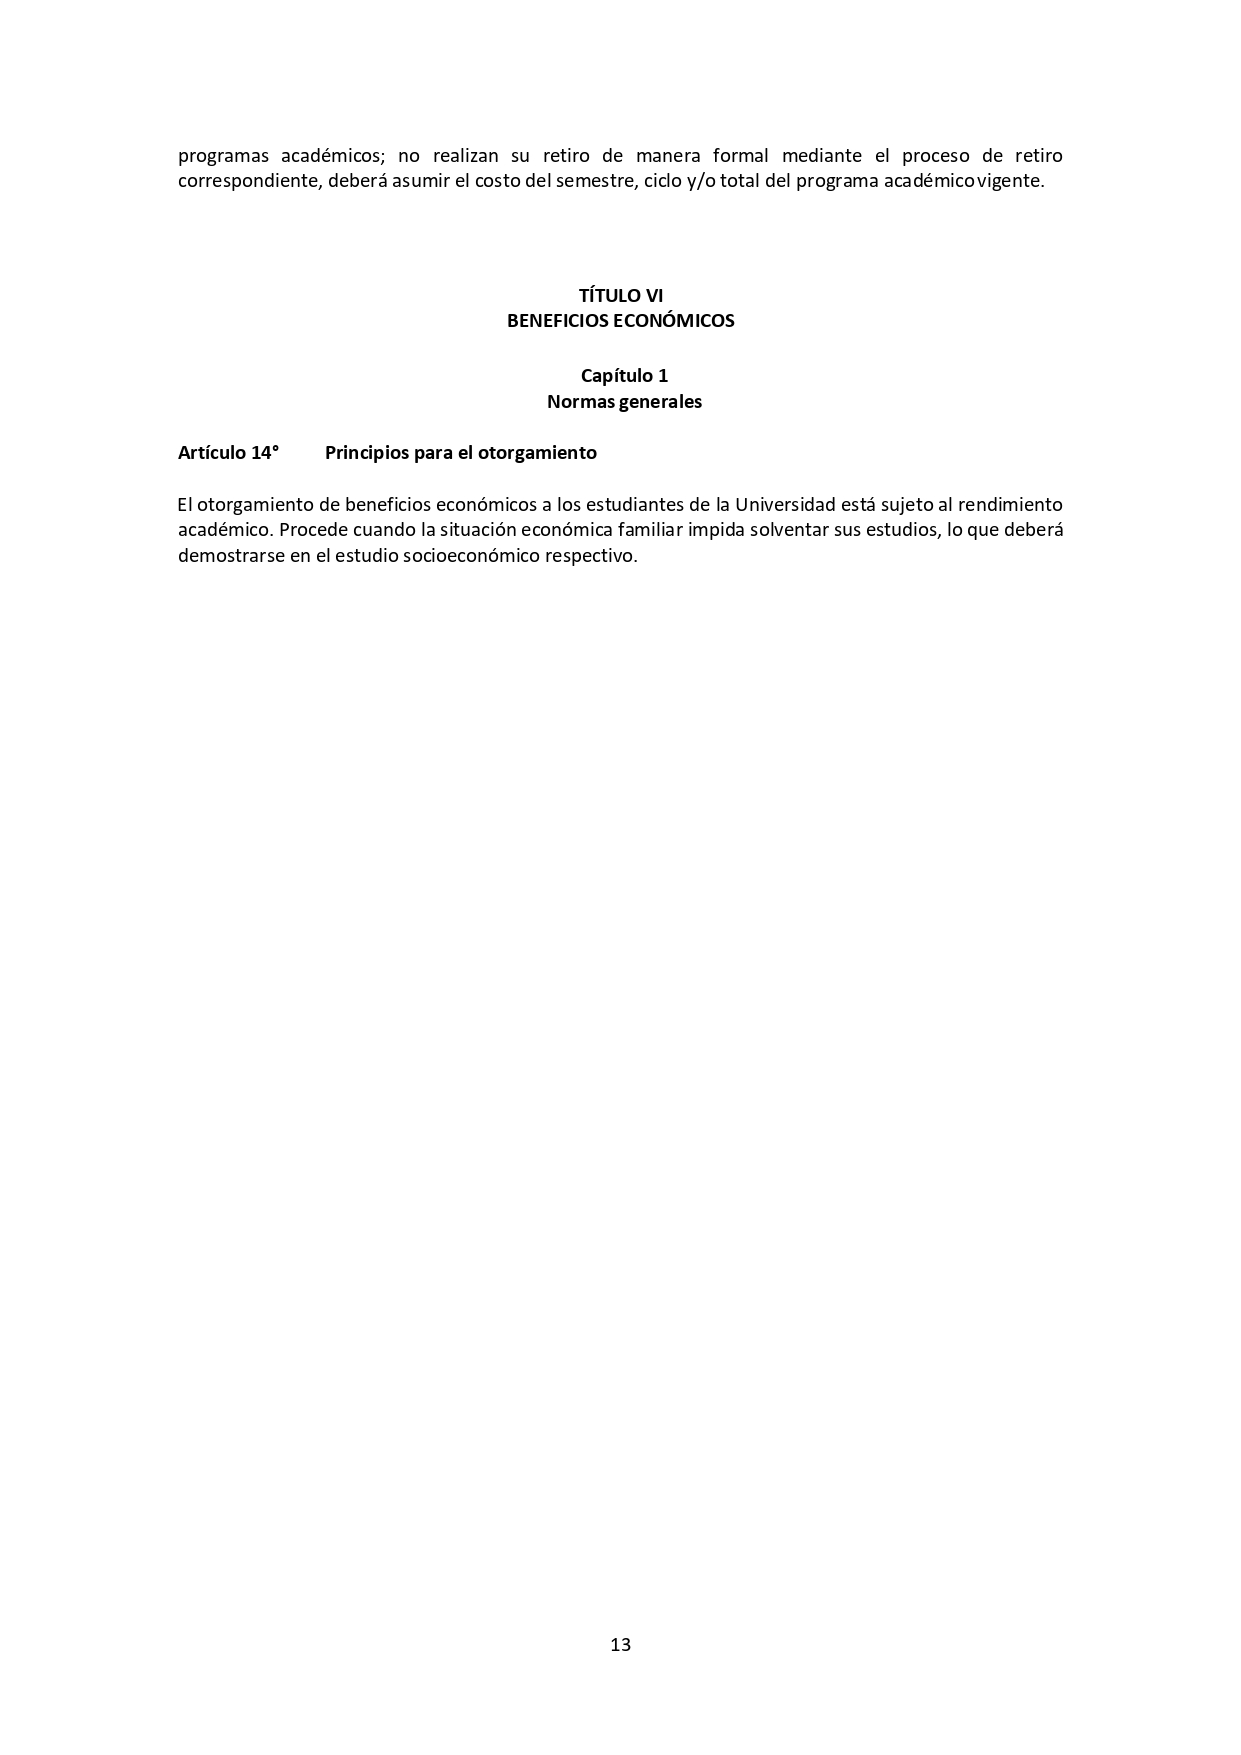 programas académicos; no realizan su retiro de manera formal mediante el proceso de retiro
correspondiente, deberá asumir el costo del semestre, ciclo y/o total del programa académico vigente.
TÍTULO VI
BENEFICIOS ECONÓMICOS
Capítulo 1
Normas generales
Artículo 14° Principios para el otorgamiento
El otorgamiento de beneficios económicos a los estudiantes de la Universidad está sujeto al rendimiento
académico. Procede cuando la situación económica familiar impida solventar sus estudios, lo que deberá
demostrarse en el estudio socioeconómico respectivo.
13